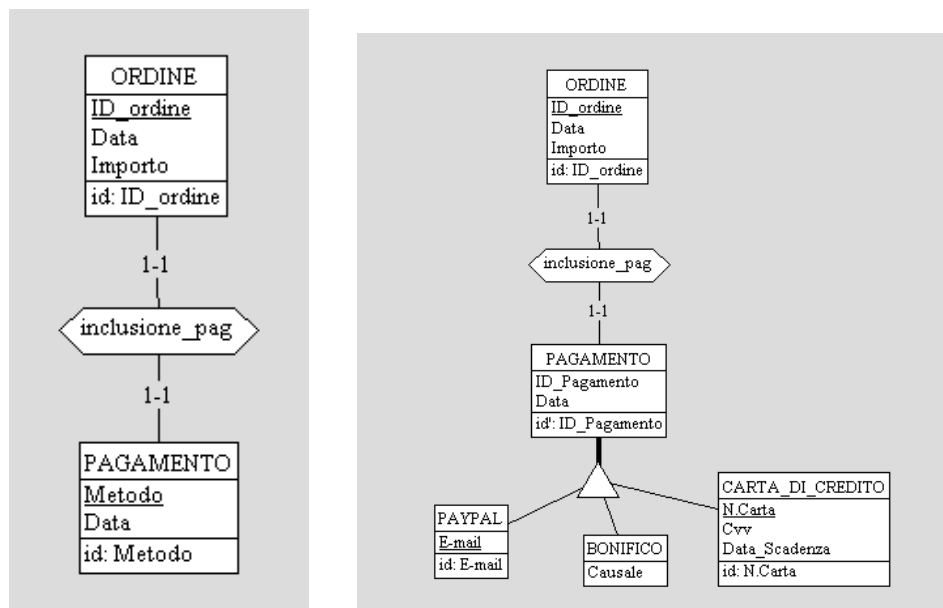 ORDINE
ID_ordine
Data
Importo
id: ID_ordine
1-1
inclusione_pag
1-1
PAGAMENTO
Metodo
Data
id: Metodo
ORDINE
ID_ordine
Data
Importo
id: ID_ordine
1-1
inclusione_pag
1-1
PAGAMENTO
ID_Pagamento
Data
id': ID_Pagamento
PAYPAL
E-mail
id: E-mail
BONIFICO
Causale
CARTA_DI_CREDITO
N.Carta
Cvv
Data_Scadenza
id: N.Carta